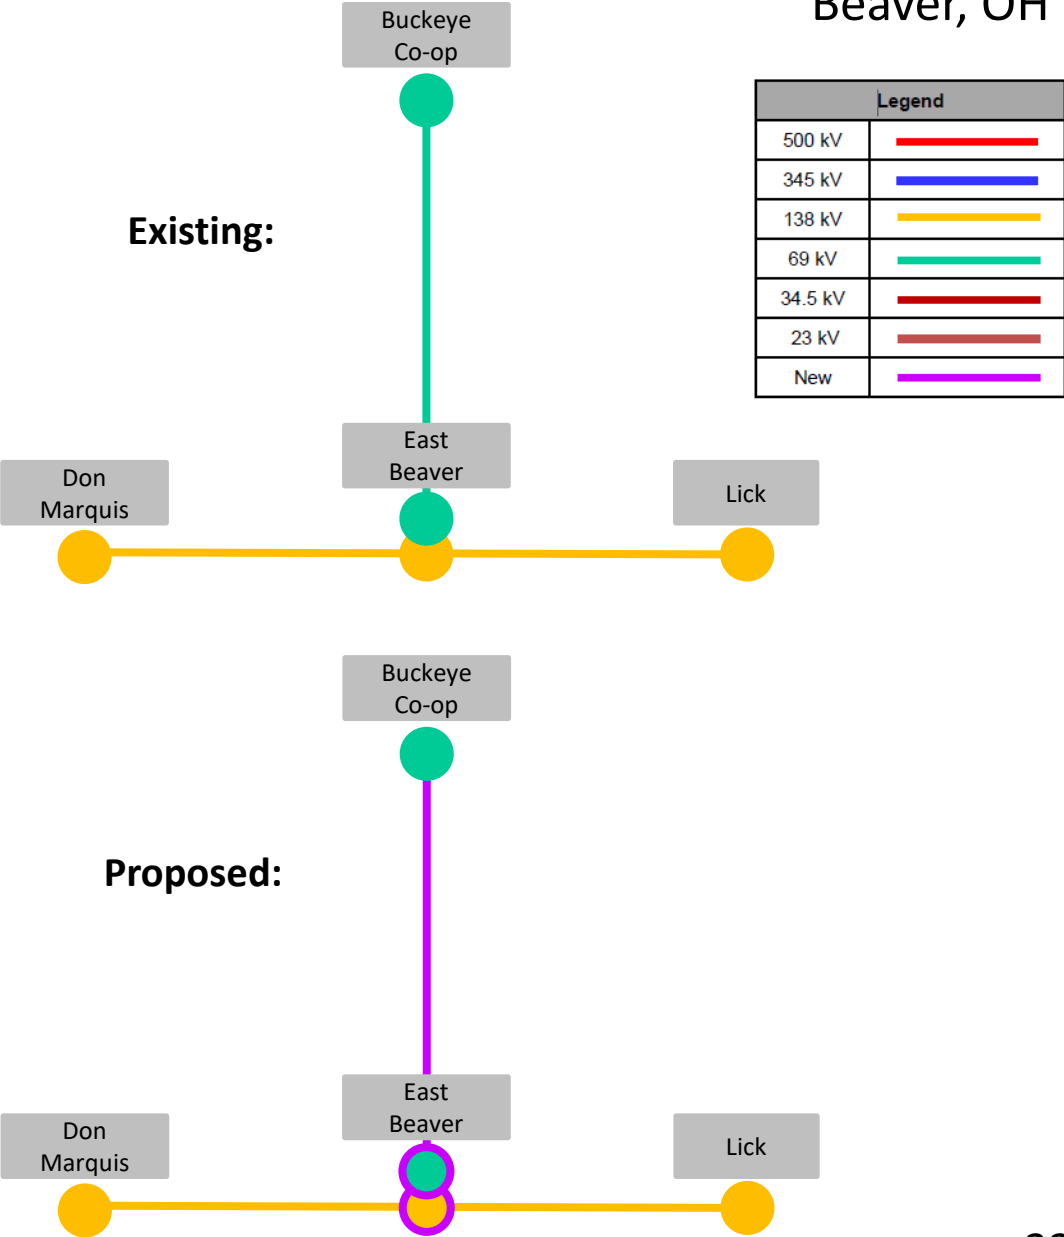 Beaver, OH
Buckeye
Co-op
Legend
500 kV
345 kV
138 kV
69 kV
34.5 kV
23 kV
New
Existing:
East
Beaver
Don
Marquis
Lick
Buckeye
Co-op
Proposed:
East
Beaver
Don
Marquis
Lick